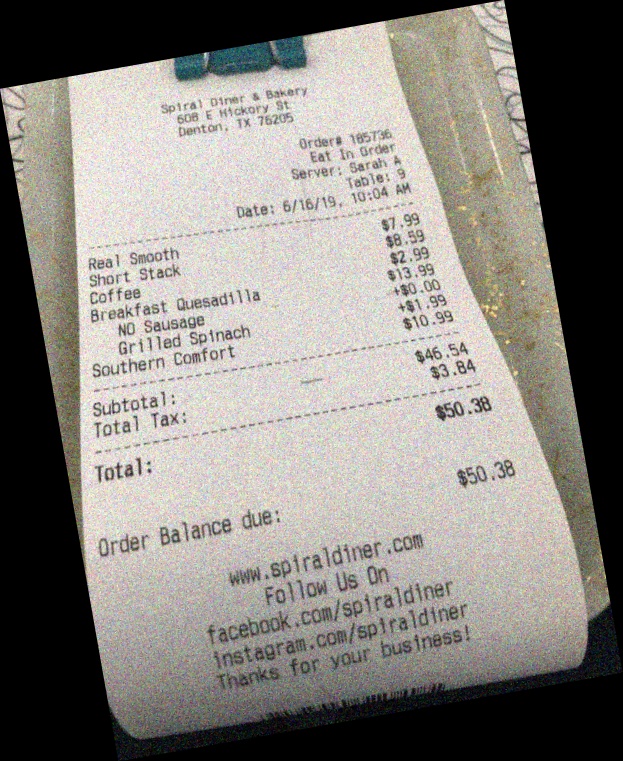 Spiral Diner & Bakery
608 E Hickory St
Denton, TX 76205
Order# 185736
Eat In Order
Server: Sarah A
Table: 9
Date: 6/16/19, 10:04 AM
Real Smooth $7.99
Short Stack $8.59
Coffee $2.99
Breakfast Quesadilla $13.99
NO Sausage +$0.00
Grilled Spinach +$1.99
Southern Comfort $10.99
Subtotal: $46.54
Total Tax: $3.84
Total: $50.38
Order Balance due: $50.38
www.spiraldiner.com
Follow Us On
facebook.com/spiraldiner
instagram.com/spiraldiner
Thanks for your business!